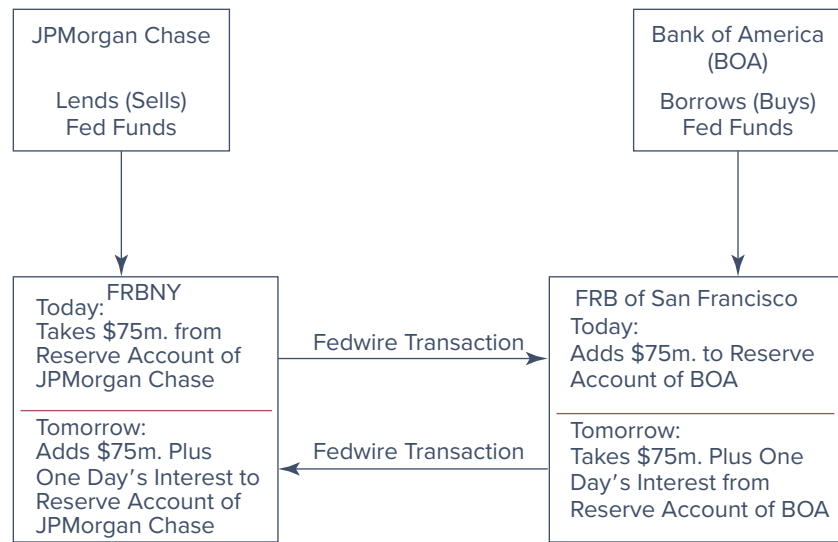 JPMorgan Chase
Lends (Sells)
Fed Funds
Bank of America
(BOA)
Borrows (Buys)
Fed Funds
FRBNY
Today:
Takes $75m. from
Reserve Account of
JPMorgan Chase
Tomorrow:
Adds $75m. Plus
One Day′s Interest to
Reserve Account of
JPMorgan Chase
Fedwire Transaction
Fedwire Transaction
FRB of San Francisco
Today:
Adds $75m. to Reserve
Account of BOA
Tomorrow:
Takes $75m. Plus One
Day′s Interest from
Reserve Account of BOA